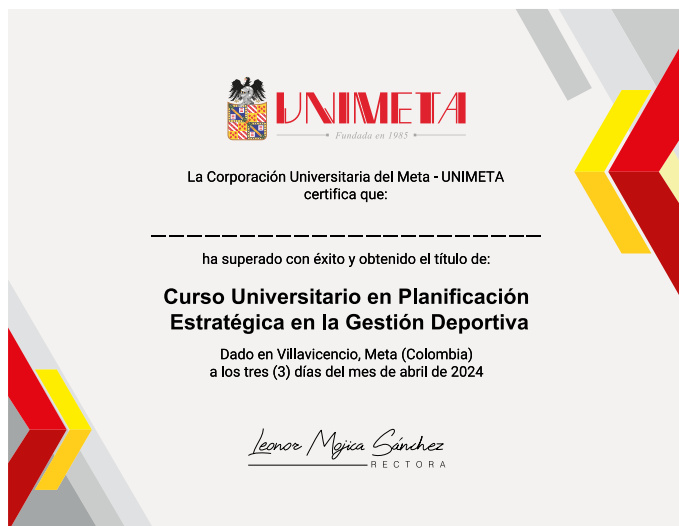 UNIMETA
Fundada en 1985
La Corporación Universitaria del Meta - UNIMETA
certifica que:
ha superado con éxito y obtenido el título de:
Curso Universitario en Planificación
Estratégica en la Gestión Deportiva
Dado en Villavicencio, Meta (Colombia)
a los tres (3) días del mes de abril de 2024
Leonor Mojica Sánchez
RECTORA